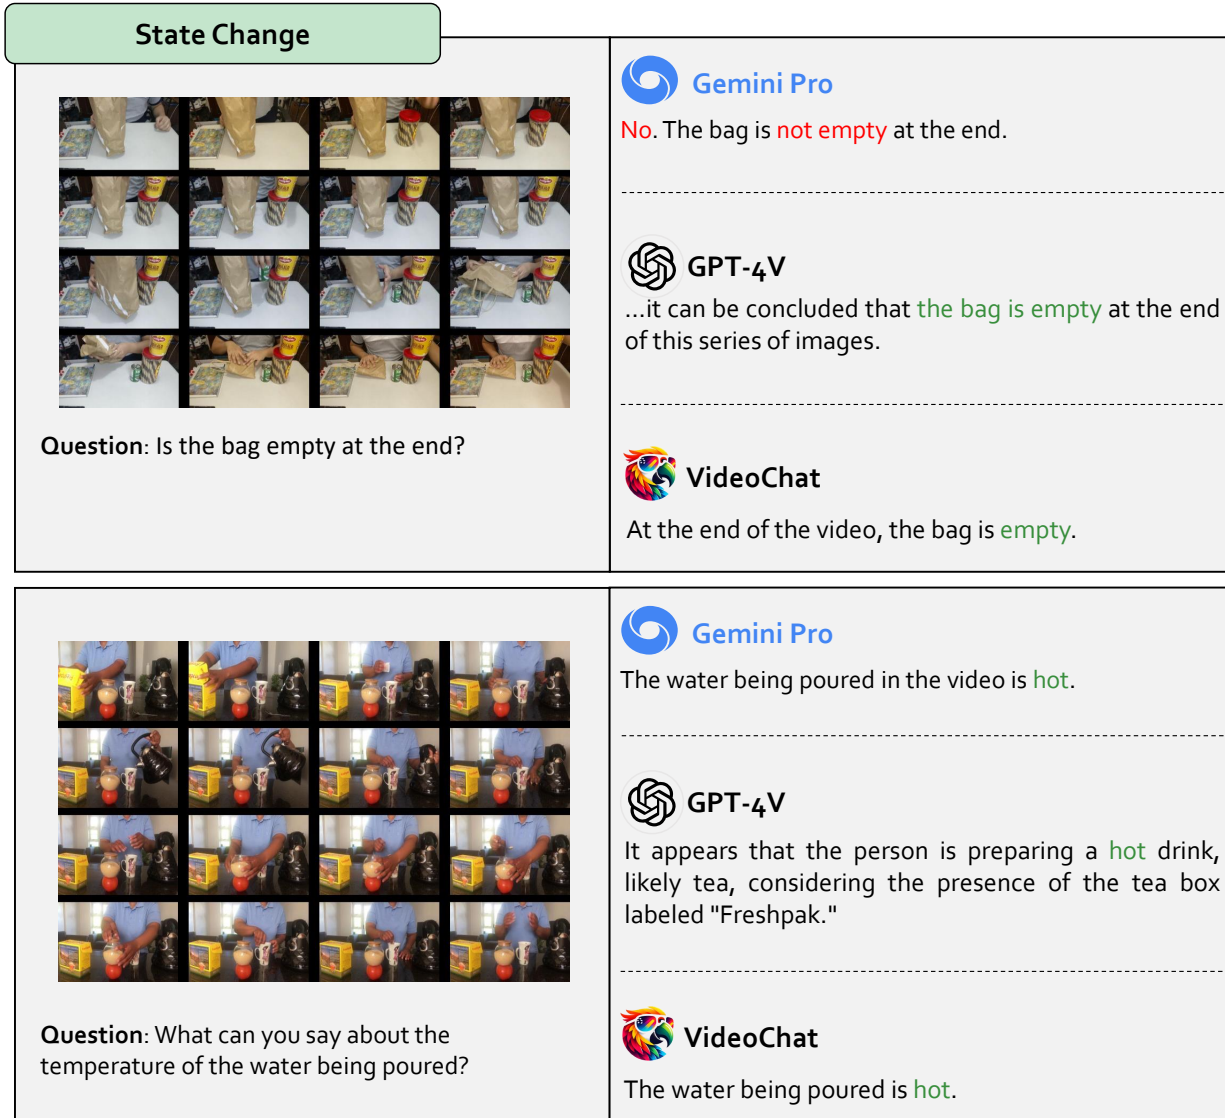 State Change
Gemini Pro
No. The bag is not empty at the end.
GPT-4V
...it can be concluded that the bag is empty at the end
of this series of images.
Question: Is the bag empty at the end?
VideoChat
At the end of the video, the bag is empty.
Gemini Pro
The water being poured in the video is hot.
GPT-4V
It appears that the person is preparing a hot drink,
likely tea, considering the presence of the tea box
labeled "Freshpak."
Question: What can you say about the
temperature of the water being poured?
VideoChat
The water being poured is hot.